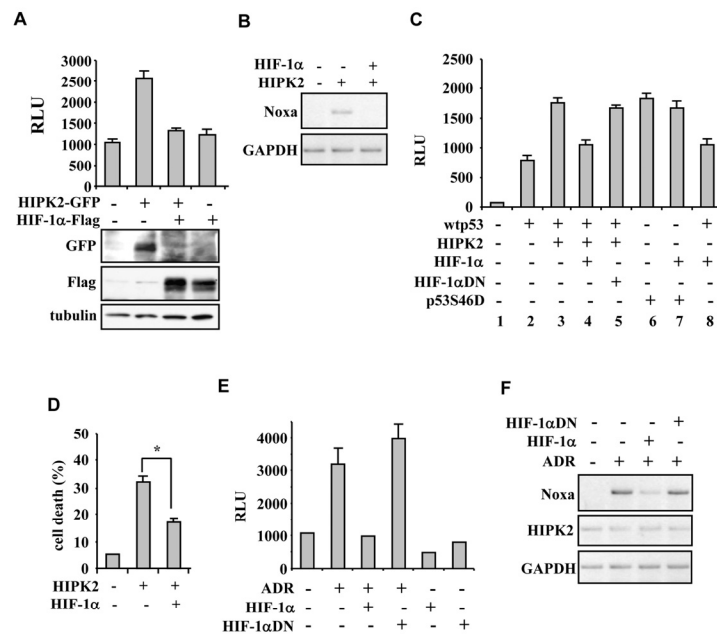 A
RLU
3000
2500
2000
1500
1000
500
0
HIPK2-GFP - + + -
HIF-1α-Flag - - + +
GFP
Flag
tubulin
B
HIF-1α - - +
HIPK2 - + +
Noxa
GAPDH
C
RLU
2500
2000
1500
1000
500
0
wtp53 - + + + + - - +
HIPK2 - - + + + - - -
HIF-1α - - - + - - + +
HIF-1αDN - - - - + - - -
p53S46D - - - - - + + -
1 2 3 4 5 6 7 8
D
cell death (%)
50
40
30
20
10
0
*
HIPK2 - + +
HIF-1α - - +
E
RLU
4000
3000
2000
1000
0
ADR - + + + - -
HIF-1α - - + - + -
HIF-1αDN - - - + - +
F
HIF-1αDN - - - +
HIF-1α - - + -
ADR - + + +
Noxa
HIPK2
GAPDH